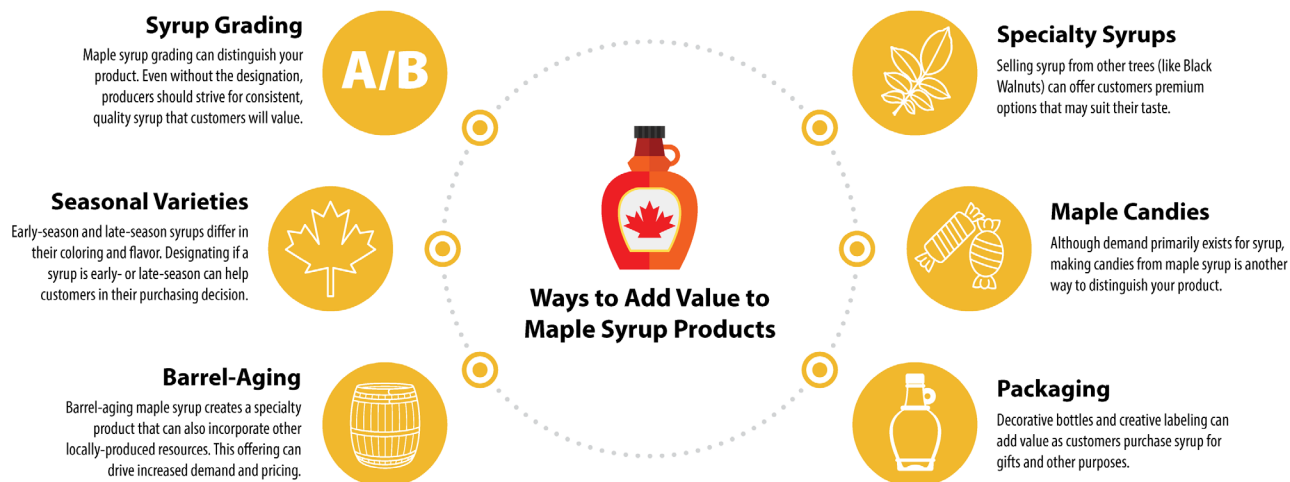 Syrup Grading
Maple syrup grading can distinguish your
product. Even without the designation,
producers should strive for consistent,
quality syrup that customers will value.
A/B
Seasonal Varieties
Early-season and late-season syrups differ in
their coloring and flavor. Designating if a
syrup is early- or late-season can help
customers in their purchasing decision.
Barrel-Aging
Barrel-aging maple syrup creates a specialty
product that can also incorporate other
locally-produced resources. This offering can
drive increased demand and pricing.
Ways to Add Value to
Maple Syrup Products
Specialty Syrups
Selling syrup from other trees (like Black
Walnuts) can offer customers premium
options that may suit their taste.
Maple Candies
Although demand primarily exists for syrup,
making candies from maple syrup is another
way to distinguish your product.
Packaging
Decorative bottles and creative labeling can
add value as customers purchase syrup for
gifts and other purposes.